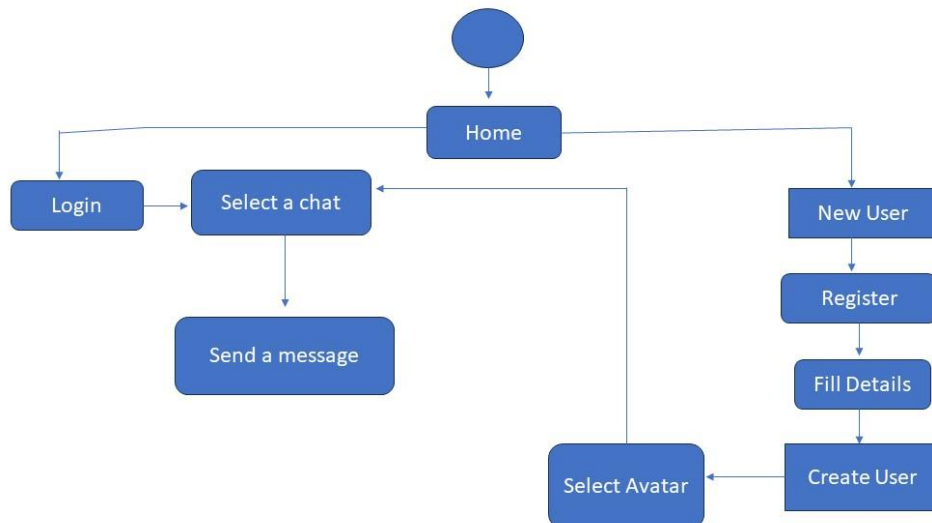 Home
Login
Select a chat
New User
Register
Send a message
Fill Details
Select Avatar
Create User